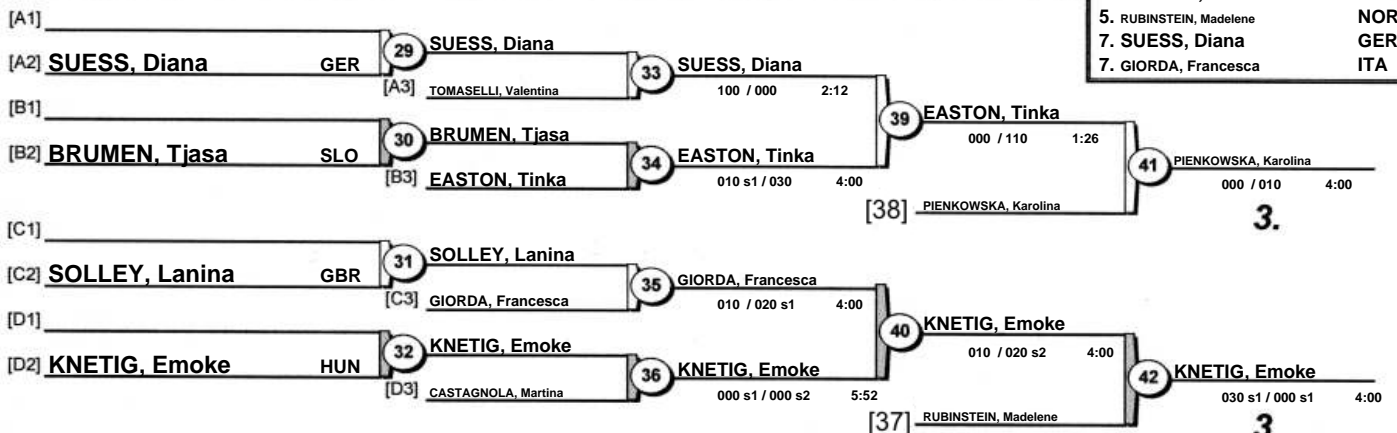 5. RUBINSTEIN, Madelene NOR
7. SUESS, Diana GER
7. GIORDA, Francesca ITA
[A1]
[A2] SUESS, Diana GER
29
SUESS, Diana
[A3] TOMASELLI, Valentina
33
SUESS, Diana
100 / 000 2:12
[B1]
[B2] BRUMEN, Tjasa SLO
30
BRUMEN, Tjasa
[B3] EASTON, Tinka
34
EASTON, Tinka
010 s1 / 030 4:00
39
EASTON, Tinka
000 / 110 1:26
[38] PIENKOWSKA, Karolina
41
PIENKOWSKA, Karolina
000 / 010 4:00
3.
[C1]
[C2] SOLLEY, Lanina GBR
31
SOLLEY, Lanina
[C3] GIORDA, Francesca
35
GIORDA, Francesca
010 / 020 s1 4:00
[D1]
[D2] KNETIG, Emoke HUN
32
KNETIG, Emoke
[D3] CASTAGNOLA, Martina
36
KNETIG, Emoke
000 s1 / 000 s2 5:52
40
KNETIG, Emoke
010 / 020 s2 4:00
[37] RUBINSTEIN, Madelene
42
KNETIG, Emoke
030 s1 / 000 s1 4:00
3